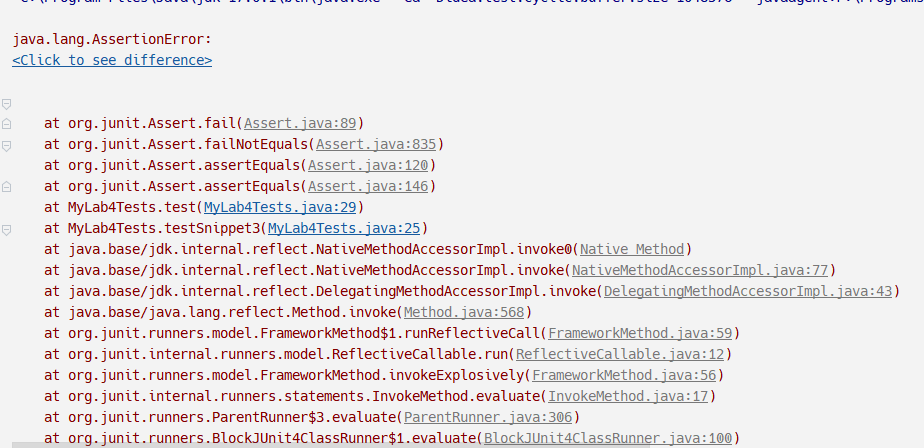 java.lang.AssertionError:
<Click to see difference>
at org.junit.Assert.fail(Assert.java:89)
at org.junit.Assert.failNotEquals(Assert.java:835)
at org.junit.Assert.assertEquals(Assert.java:120)
at org.junit.Assert.assertEquals(Assert.java:146)
at MyLab4Tests.test(MyLab4Tests.java:29)
at MyLab4Tests.testSnippet3(MyLab4Tests.java:25)
at java.base/jdk.internal.reflect.NativeMethodAccessorImpl.invoke0(Native Method)
at java.base/jdk.internal.reflect.NativeMethodAccessorImpl.invoke(NativeMethodAccessorImpl.java:77)
at java.base/jdk.internal.reflect.DelegatingMethodAccessorImpl.invoke(DelegatingMethodAccessorImpl.java:43)
at java.base/java.lang.reflect.Method.invoke(Method.java:568)
at org.junit.runners.model.FrameworkMethod$1.runReflectiveCall(FrameworkMethod.java:59)
at org.junit.internal.runners.model.ReflectiveCallable.run(ReflectiveCallable.java:12)
at org.junit.runners.model.FrameworkMethod.invokeExplosively(FrameworkMethod.java:56)
at org.junit.internal.runners.statements.InvokeMethod.evaluate(InvokeMethod.java:17)
at org.junit.runners.ParentRunner$3.evaluate(ParentRunner.java:306)
at org.junit.runners.BlockJUnit4ClassRunner$1.evaluate(BlockJUnit4ClassRunner.java:100)